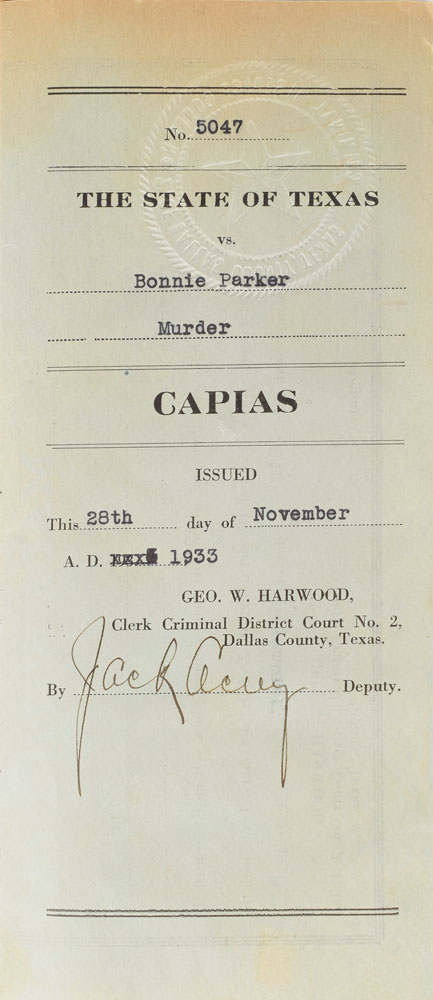 No. 5047
THE STATE OF TEXAS
vs.
Bonnie Parker
Murder
CAPIAS
ISSUED
This 28th day of November
A. D. 1933
GEO. W. HARWOOD,
Clerk Criminal District Court No. 2,
Dallas County, Texas.
By Jack Deputy.